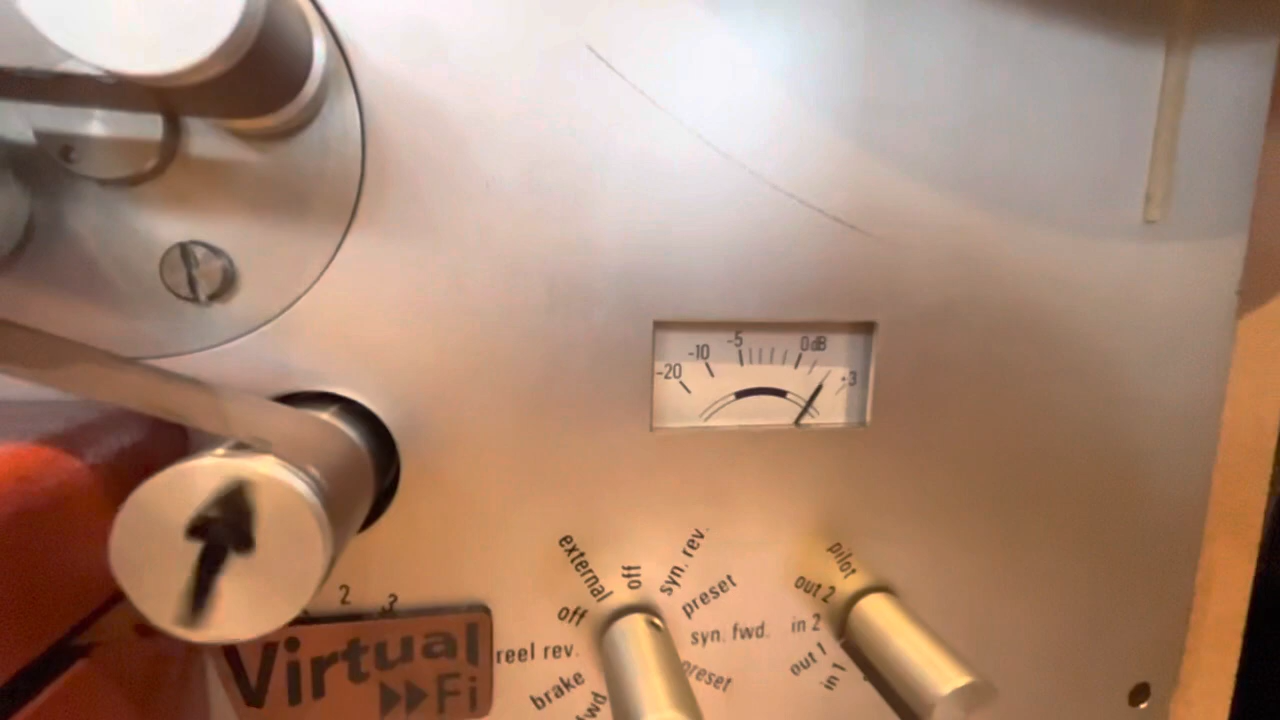 -20 -10 -5 0dB +3
external off syn. rev.
off preset
reel rev. syn. fwd.
brake preset
fwd
pilot
out 2
in 2
out 1
in 1
2 3
Virtual
Fi